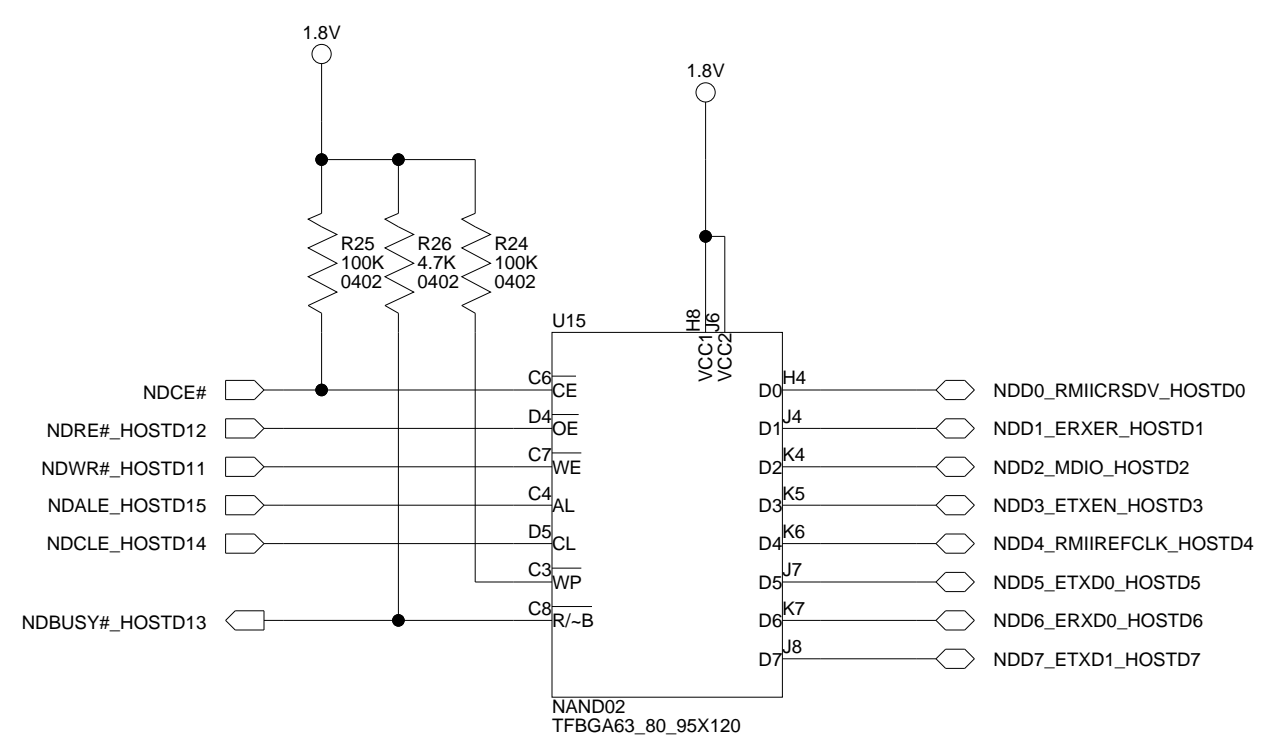 1.8V
1.8V
R25
100K
0402
R26
4.7K
0402
R24
100K
0402
U15
H8
J6
VCC1
VCC2
NDCE#
C6
CE
D0
H4
NDD0_RMIICRSDV_HOSTD0
NDRE#_HOSTD12
D4
OE
D1
J4
NDD1_ERXER_HOSTD1
NDWR#_HOSTD11
C7
WE
D2
K4
NDD2_MDIO_HOSTD2
NDALE_HOSTD15
C4
AL
D3
K5
NDD3_ETXEN_HOSTD3
NDCLE_HOSTD14
D5
CL
D4
K6
NDD4_RMIIREFCLK_HOSTD4
C3
WP
D5
J7
NDD5_ETXD0_HOSTD5
NDBUSY#_HOSTD13
C8
R/~B
D6
K7
NDD6_ERXD0_HOSTD6
D7
J8
NDD7_ETXD1_HOSTD7
NAND02
TFBGA63_80_95X120